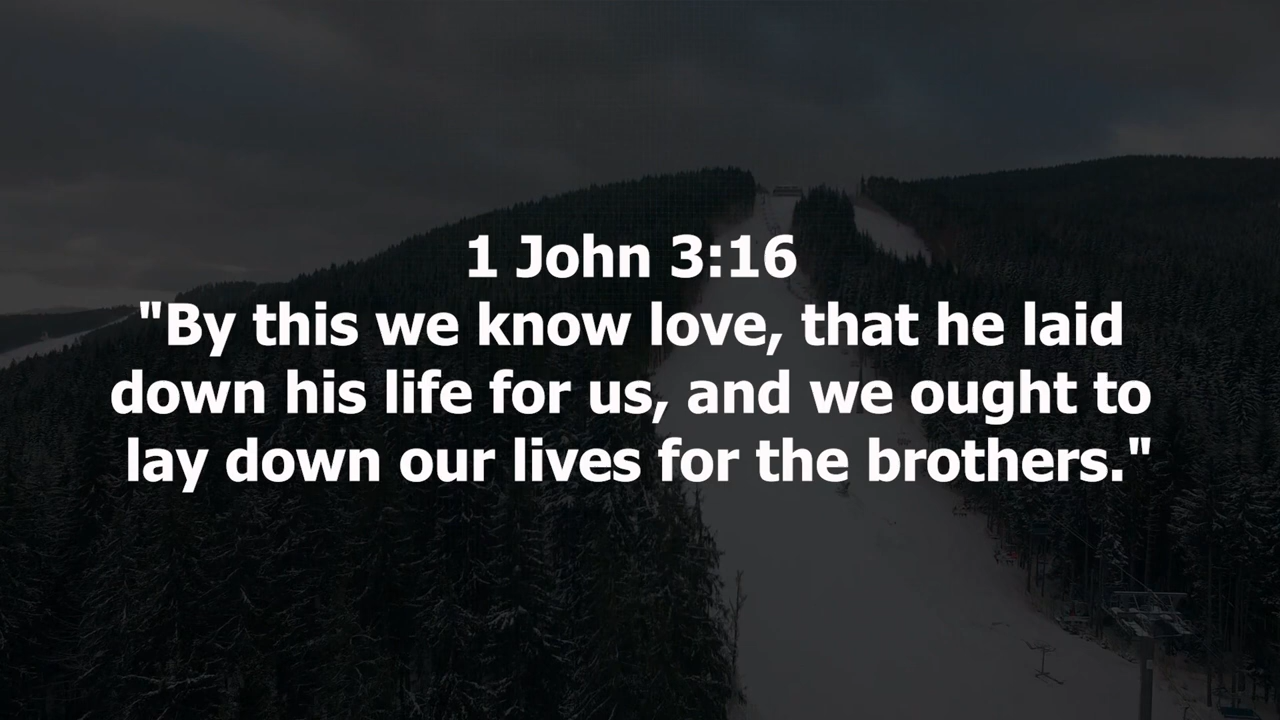 1 John 3:16
"By this we know love, that he laid
down his life for us, and we ought to
lay down our lives for the brothers."